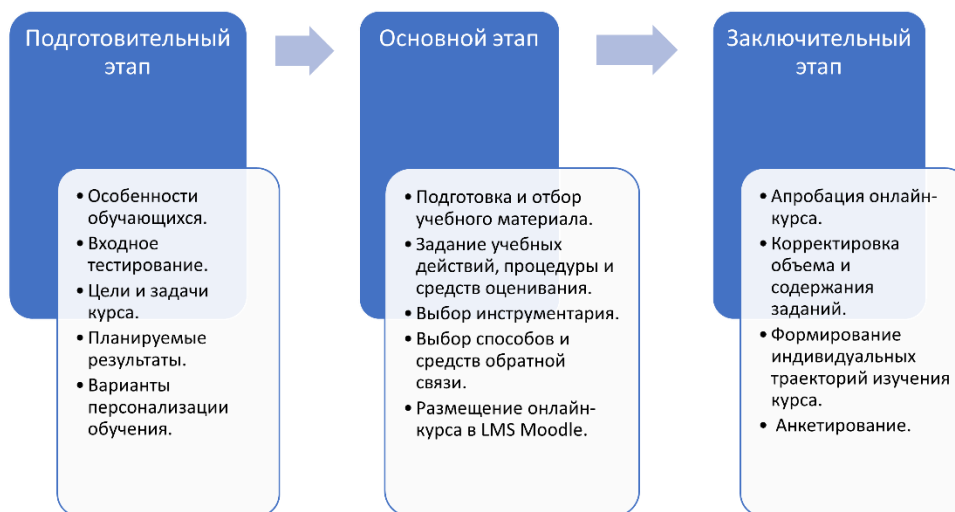 Подготовительный
этап
• Особенности
обучающихся.
• Входное
тестирование.
• Цели и задачи
курса.
• Планируемые
результаты.
• Варианты
персонализации
обучения.
Основной этап
• Подготовка и отбор
учебного материала.
• Задание учебных
действий, процедуры и
средств оценивания.
• Выбор инструментария.
• Выбор способов и
средств обратной
связи.
• Размещение онлайн-
курса в LMS Moodle.
Заключительный
этап
• Апробация онлайн-
курса.
• Корректировка
объема и
содержания
заданий.
• Формирование
индивидуальных
траекторий изучения
курса.
• Анкетирование.